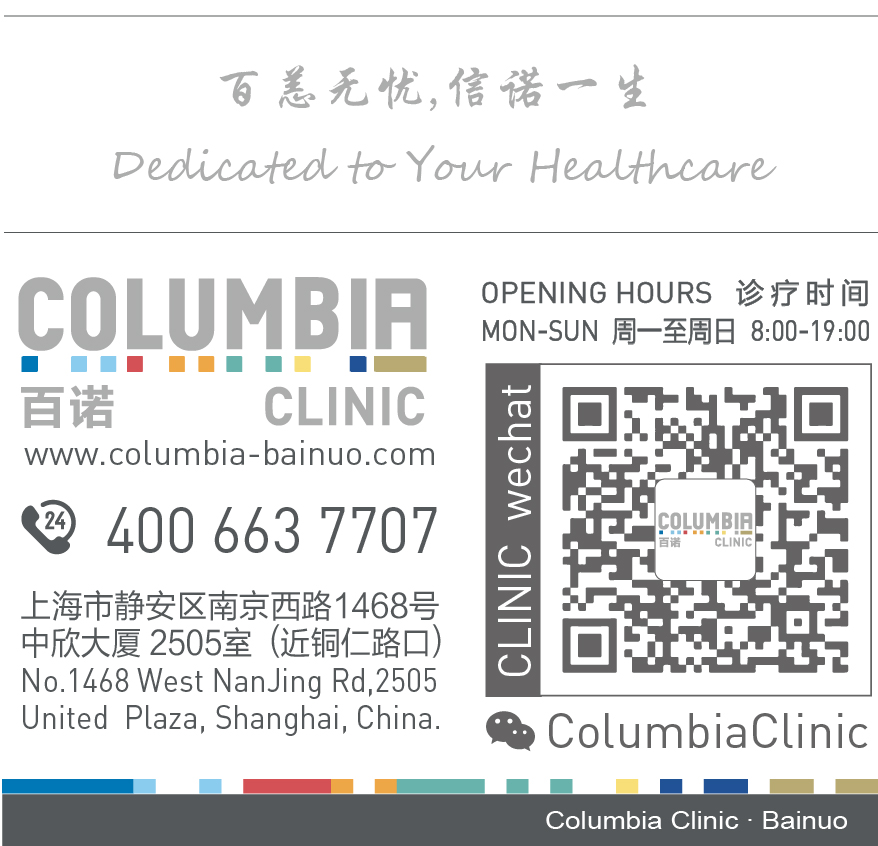 百恙无忧,信诺一生
Dedicated to Your Healthcare
COLUMBIA
百诺 CLINIC
www.columbia-bainuo.com
24 400 663 7707
上海市静安区南京西路1468号
中欣大厦 2505室（近铜仁路口）
No.1468 West NanJing Rd,2505
United Plaza, Shanghai, China.
OPENING HOURS 诊疗时间
MON-SUN 周一至周日 8:00-19:00
CLINIC wechat
COLUMBIA
百诺 CLINIC
ColumbiaClinic
Columbia Clinic · Bainuo